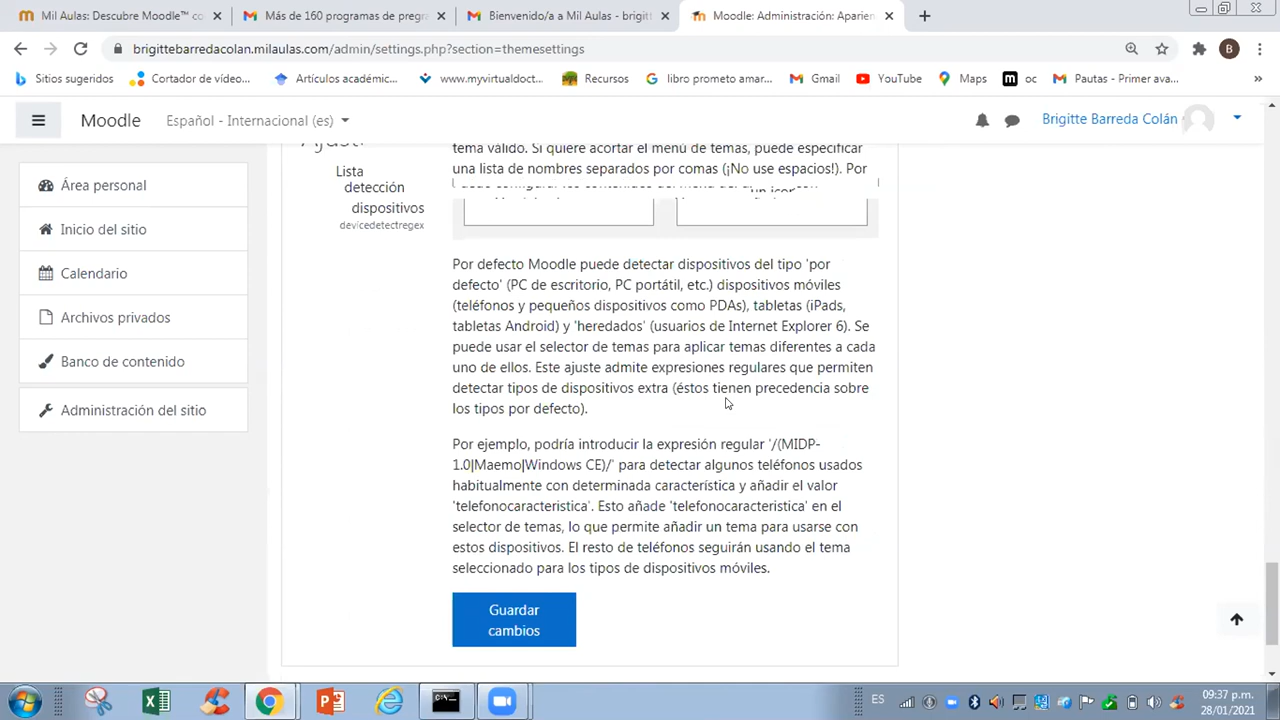 Mil Aulas: Descubre Moodle™ co
Más de 160 programas de pregr
Bienvenido/a a Mil Aulas - brigitt
Moodle: Administración: Aparien
brigittebarredacolan.milaulas.com/admin/settings.php?section=themesettings
B
Sitios sugeridos
Cortador de vídeo...
Artículos académic...
www.myvirtualdoct...
Recursos
libro prometo amar...
Gmail
YouTube
Maps
oc
Pautas - Primer ava...
»
Moodle
Español - Internacional (es)
Brigitte Barreda Colán
Área personal
Inicio del sitio
Calendario
Archivos privados
Banco de contenido
Administración del sitio
tema válido. Si quiere acortar el menú de temas, puede especificar
una lista de nombres separados por comas (¡No use espacios!). Por
Lista
detección
dispositivos
devicedetectregex
Por defecto Moodle puede detectar dispositivos del tipo 'por
defecto' (PC de escritorio, PC portátil, etc.) dispositivos móviles
(teléfonos y pequeños dispositivos como PDAs), tabletas (iPads,
tabletas Android) y 'heredados' (usuarios de Internet Explorer 6). Se
puede usar el selector de temas para aplicar temas diferentes a cada
uno de ellos. Este ajuste admite expresiones regulares que permiten
detectar tipos de dispositivos extra (éstos tienen precedencia sobre
los tipos por defecto).
Por ejemplo, podría introducir la expresión regular '/(MIDP-
1.0|Maemo|Windows CE)/' para detectar algunos teléfonos usados
habitualmente con determinada característica y añadir el valor
'telefonocaracteristica'. Esto añade 'telefonocaracteristica' en el
selector de temas, lo que permite añadir un tema para usarse con
estos dispositivos. El resto de teléfonos seguirán usando el tema
seleccionado para los tipos de dispositivos móviles.
Guardar
cambios
ES
09:37 p.m.
28/01/2021